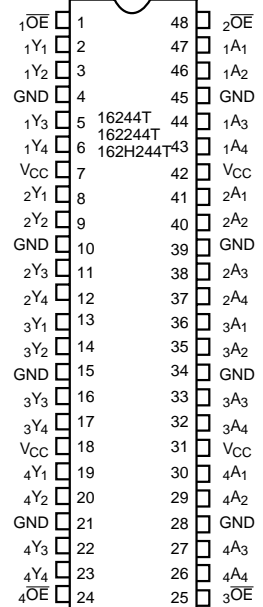 1OE 1 48 2OE
1Y1 2 47 1A1
1Y2 3 46 1A2
GND 4 45 GND
1Y3 5 16244T 44 1A3
1Y4 6 162244T 43 1A4
162H244T
VCC 7 42 VCC
2Y1 8 41 2A1
2Y2 9 40 2A2
GND 10 39 GND
2Y3 11 38 2A3
2Y4 12 37 2A4
3Y1 13 36 3A1
3Y2 14 35 3A2
GND 15 34 GND
3Y3 16 33 3A3
3Y4 17 32 3A4
VCC 18 31 VCC
4Y1 19 30 4A1
4Y2 20 29 4A2
GND 21 28 GND
4Y3 22 27 4A3
4Y4 23 26 4A4
4OE 24 25 3OE